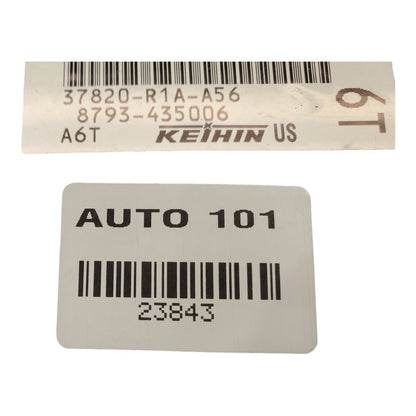 37820-R1A-A56
8793-435006
A6T KEIHIN US
6T
AUTO 101
23843